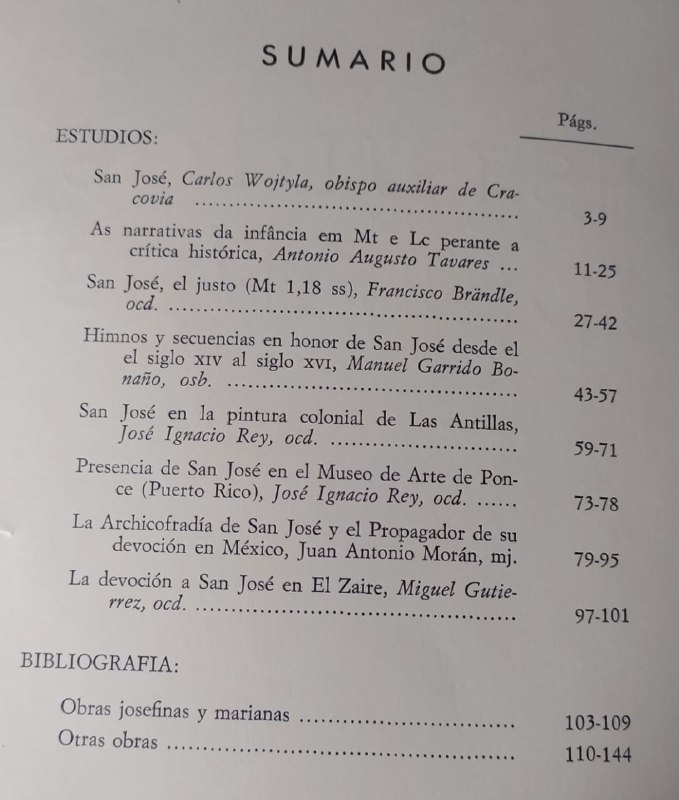 SUMARIO
Págs.
ESTUDIOS:
San José, Carlos Wojtyla, obispo auxiliar de Cra-
covia ........................................ 3-9
As narrativas da infância em Mt e Lc perante a
crítica histórica, Antonio Augusto Tavares ... 11-25
San José, el justo (Mt 1,18 ss), Francisco Brändle,
ocd. ........................................ 27-42
Himnos y secuencias en honor de San José desde el
el siglo XIV al siglo XVI, Manuel Garrido Bo-
naño, osb. ........................................ 43-57
San José en la pintura colonial de Las Antillas,
José Ignacio Rey, ocd. ........................ 59-71
Presencia de San José en el Museo de Arte de Pon-
ce (Puerto Rico), José Ignacio Rey, ocd. ...... 73-78
La Archicofradía de San José y el Propagador de su
devoción en México, Juan Antonio Morán, mj. 79-95
La devoción a San José en El Zaire, Miguel Gutie-
rrez, ocd. ........................................ 97-101
BIBLIOGRAFIA:
Obras josefinas y marianas ........................ 103-109
Otras obras ........................................ 110-144